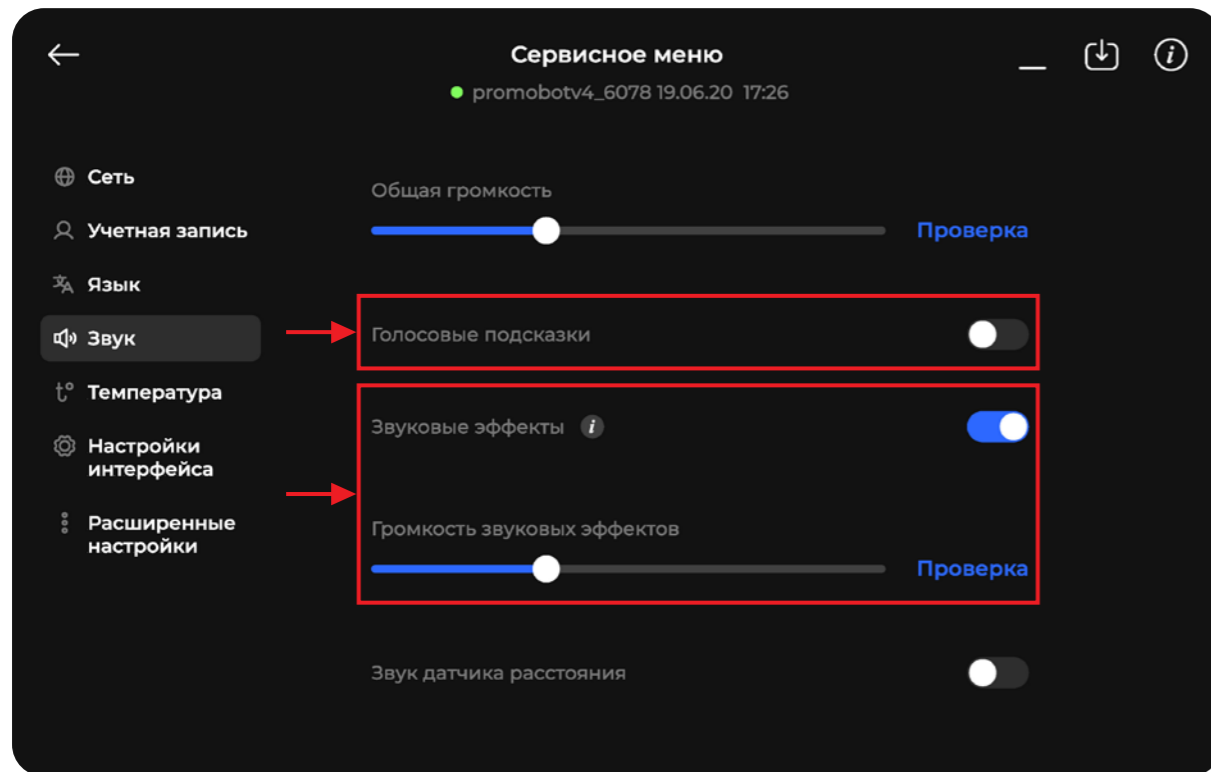 Сервисное меню
promobotv4_6078 19.06.20 17:26
Сеть
Учетная запись
Язык
Звук
Температура
Настройки
интерфейса
Расширенные
настройки
Общая громкость
Проверка
Голосовые подсказки
Звуковые эффекты
Громкость звуковых эффектов
Проверка
Звук датчика расстояния